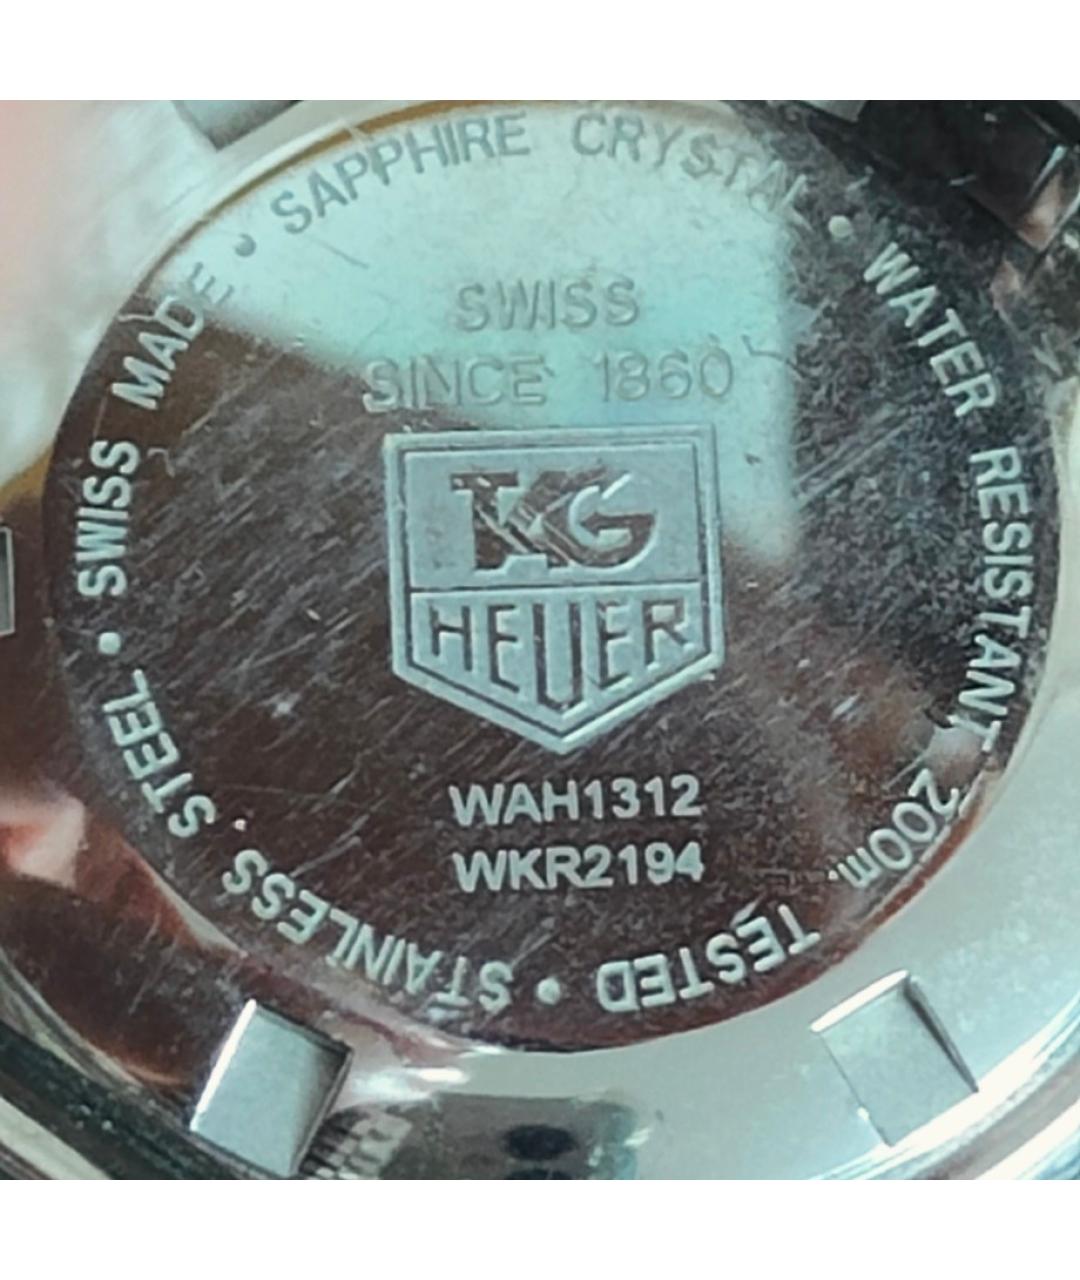 SWISS MADE • SAPPHIRE CRYSTAL • WATER RESISTANT 200m. TESTED • STAINLESS STEEL •
SWISS
SINCE 1860
TAG
HEUER
WAH1312
WKR2194